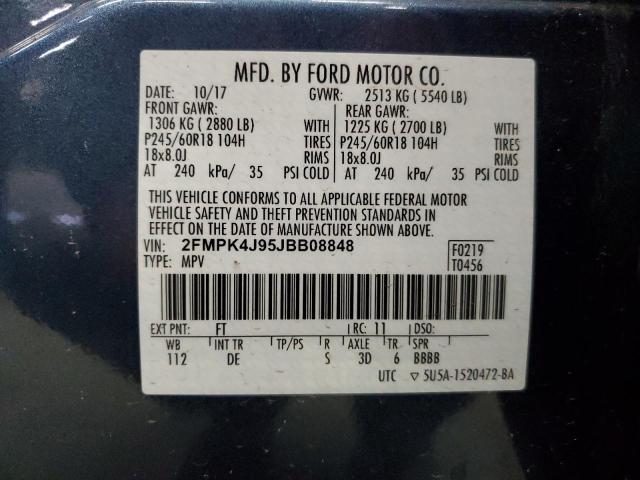 MFD. BY FORD MOTOR CO.
DATE: 10/17 GVWR: 2513 KG ( 5540 LB)
FRONT GAWR: REAR GAWR:
1306 KG ( 2880 LB) WITH 1225 KG ( 2700 LB) WITH
P245/60R18 104H TIRES P245/60R18 104H TIRES
18x8.0J RIMS 18x8.0J RIMS
AT 240 kPa/ 35 PSI COLD AT 240 kPa/ 35 PSI COLD
THIS VEHICLE CONFORMS TO ALL APPLICABLE FEDERAL MOTOR
VEHICLE SAFETY AND THEFT PREVENTION STANDARDS IN
EFFECT ON THE DATE OF MANUFACTURE SHOWN ABOVE.
VIN: 2FMPK4J95JBB08848 F0219
TYPE: MPV T0456
EXT PNT: FT RC: 11 DSO:
WB INT TR TP/PS R AXLE TR SPR
112 DE S 3D 6 BBBB
UTC ▽ 5U5A-1520472-BA